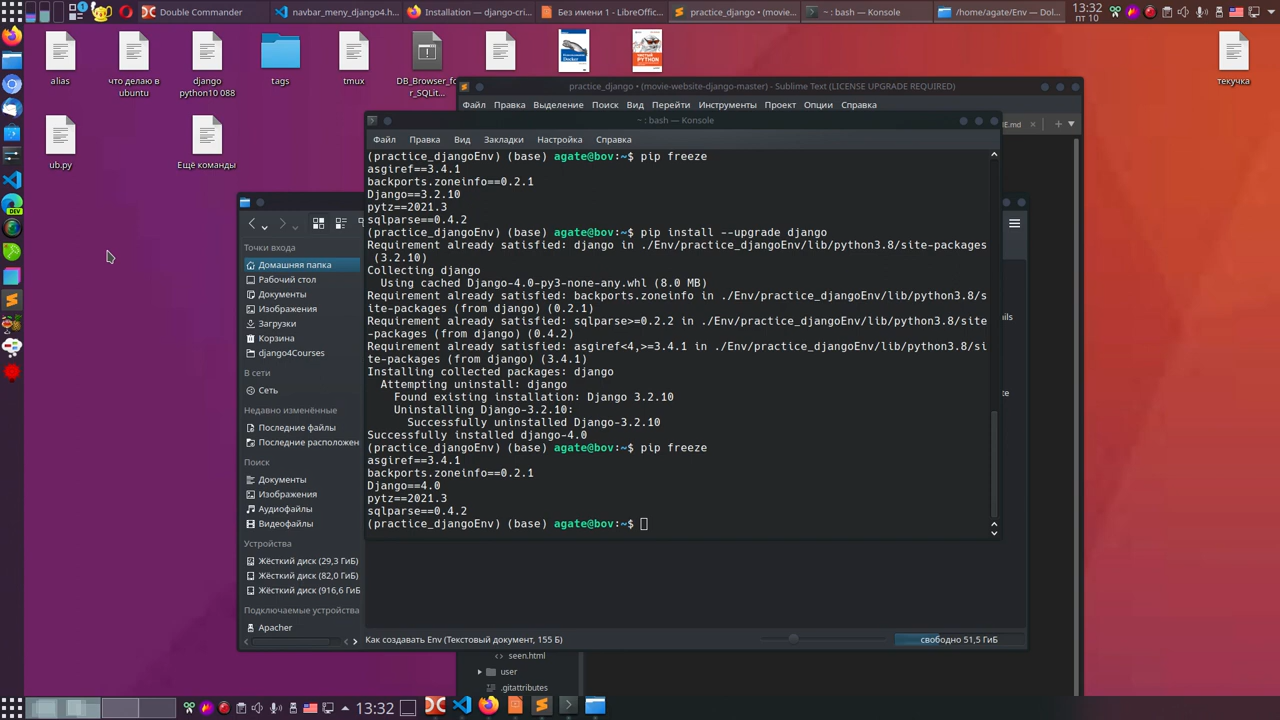 Double Command
navbar_meny_django4.h...
Installation — django-cri...
Без имени 1 - LibreOffic...
practice_django • (movie...
~ : bash — Konsole
/home/agate/Env — Dol...
13:32
пт 10
alias
что делаю в
ubuntu
django
python10 088
tags
tmux
DB_Browser_fo
r_SQLit...
текучка
ub.py
Ещё команды
practice_django • (movie-website-django-master) - Sublime Text (LICENSE UPGRADE REQUIRED)
Файл Правка Выделение Поиск Вид Перейти Инструменты Проект Опции Справка
E.md
~ : bash — Konsole
Файл Правка Вид Закладки Настройка Справка
(practice_djangoEnv) (base) agate@bov:~$ pip freeze
asgiref==3.4.1
backports.zoneinfo==0.2.1
Django==3.2.10
pytz==2021.3
sqlparse==0.4.2
(practice_djangoEnv) (base) agate@bov:~$ pip install --upgrade django
Requirement already satisfied: django in ./Env/practice_djangoEnv/lib/python3.8/site-packages
(3.2.10)
Collecting django
Using cached Django-4.0-py3-none-any.whl (8.0 MB)
Requirement already satisfied: backports.zoneinfo in ./Env/practice_djangoEnv/lib/python3.8/s
ite-packages (from django) (0.2.1)
Requirement already satisfied: sqlparse>=0.2.2 in ./Env/practice_djangoEnv/lib/python3.8/site
-packages (from django) (0.4.2)
Requirement already satisfied: asgiref<4,>=3.4.1 in ./Env/practice_djangoEnv/lib/python3.8/si
te-packages (from django) (3.4.1)
Installing collected packages: django
Attempting uninstall: django
Found existing installation: Django 3.2.10
Uninstalling Django-3.2.10:
Successfully uninstalled Django-3.2.10
Successfully installed django-4.0
(practice_djangoEnv) (base) agate@bov:~$ pip freeze
asgiref==3.4.1
backports.zoneinfo==0.2.1
Django==4.0
pytz==2021.3
sqlparse==0.4.2
(practice_djangoEnv) (base) agate@bov:~$
Точки входа
Домашняя папка
Рабочий стол
Документы
Изображения
Загрузки
Корзина
django4Courses
В сети
Сеть
Недавно изменённые
Последние файлы
Последние расположен
Поиск
Документы
Изображения
Аудиофайлы
Видеофайлы
Устройства
Жёсткий диск (29,3 ГиБ)
Жёсткий диск (82,0 ГиБ)
Жёсткий диск (916,6 ГиБ
Подключаемые устройства
Apacher
Как создавать Env (Текстовый документ, 155 Б)
свободно 51,5 ГиБ
seen.html
user
.gitattributes
DEV
13:32